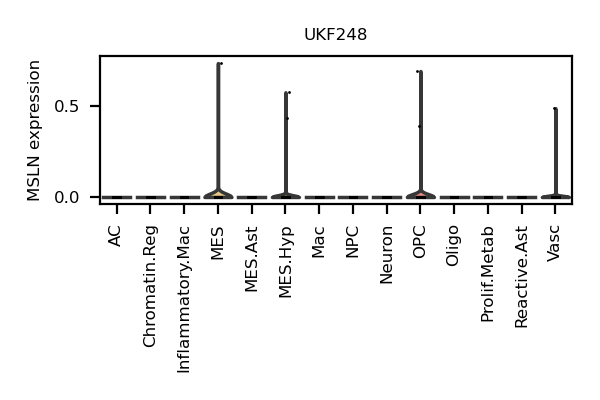 UKF248
MSLN expression
0.5
0.0
AC
Chromatin.Reg
Inflammatory.Mac
MES
MES.Ast
MES.Hyp
Mac
NPC
Neuron
OPC
Oligo
Prolif.Metab
Reactive.Ast
Vasc